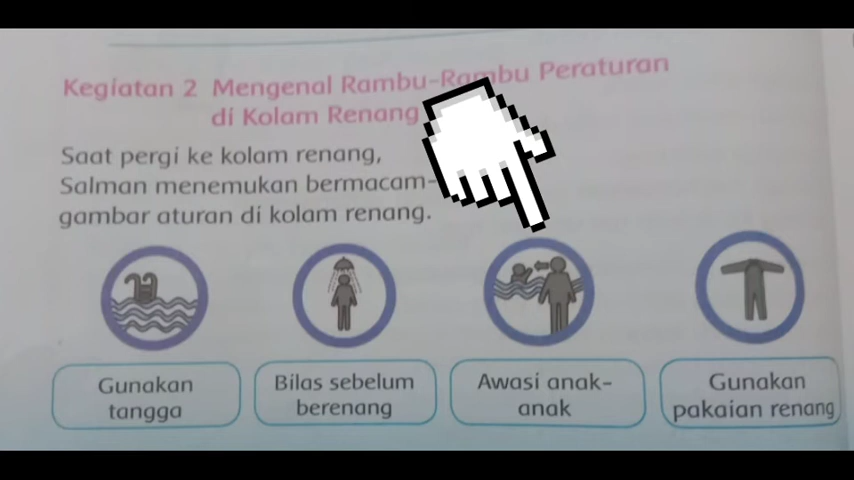 Kegiatan 2 Mengenal Rambu-Rambu Peraturan
di Kolam Renang
Saat pergi ke kolam renang,
Salman menemukan bermacam-
gambar aturan di kolam renang.
Gunakan
tangga
Bilas sebelum
berenang
Awasi anak-
anak
Gunakan
pakaian renang